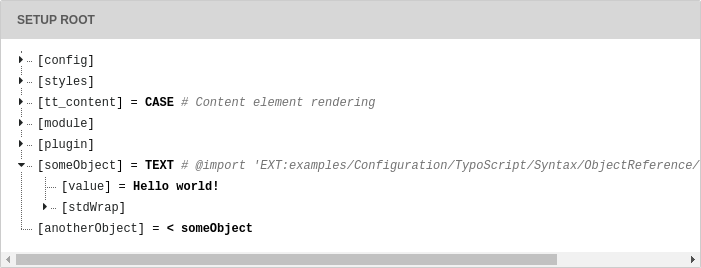 SETUP ROOT
[config]
[styles]
[tt_content] = CASE # Content element rendering
[module]
[plugin]
[someObject] = TEXT # @import 'EXT:examples/Configuration/TypoScript/Syntax/ObjectReference/
[value] = Hello world!
[stdWrap]
[anotherObject] = < someObject